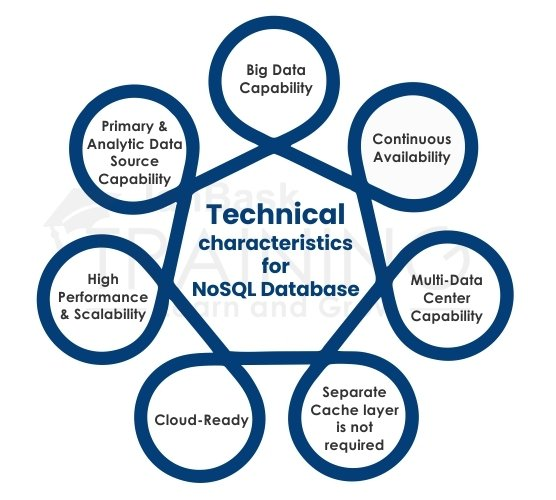 Big Data
Capability
Continuous
Availability
Multi-Data
Center
Capability
Separate
Cache layer
is not
required
Cloud-Ready
High
Performance
& Scalability
Primary &
Analytic Data
Source
Capability
Technical
characteristics
for
NoSQL Database
TRAINING